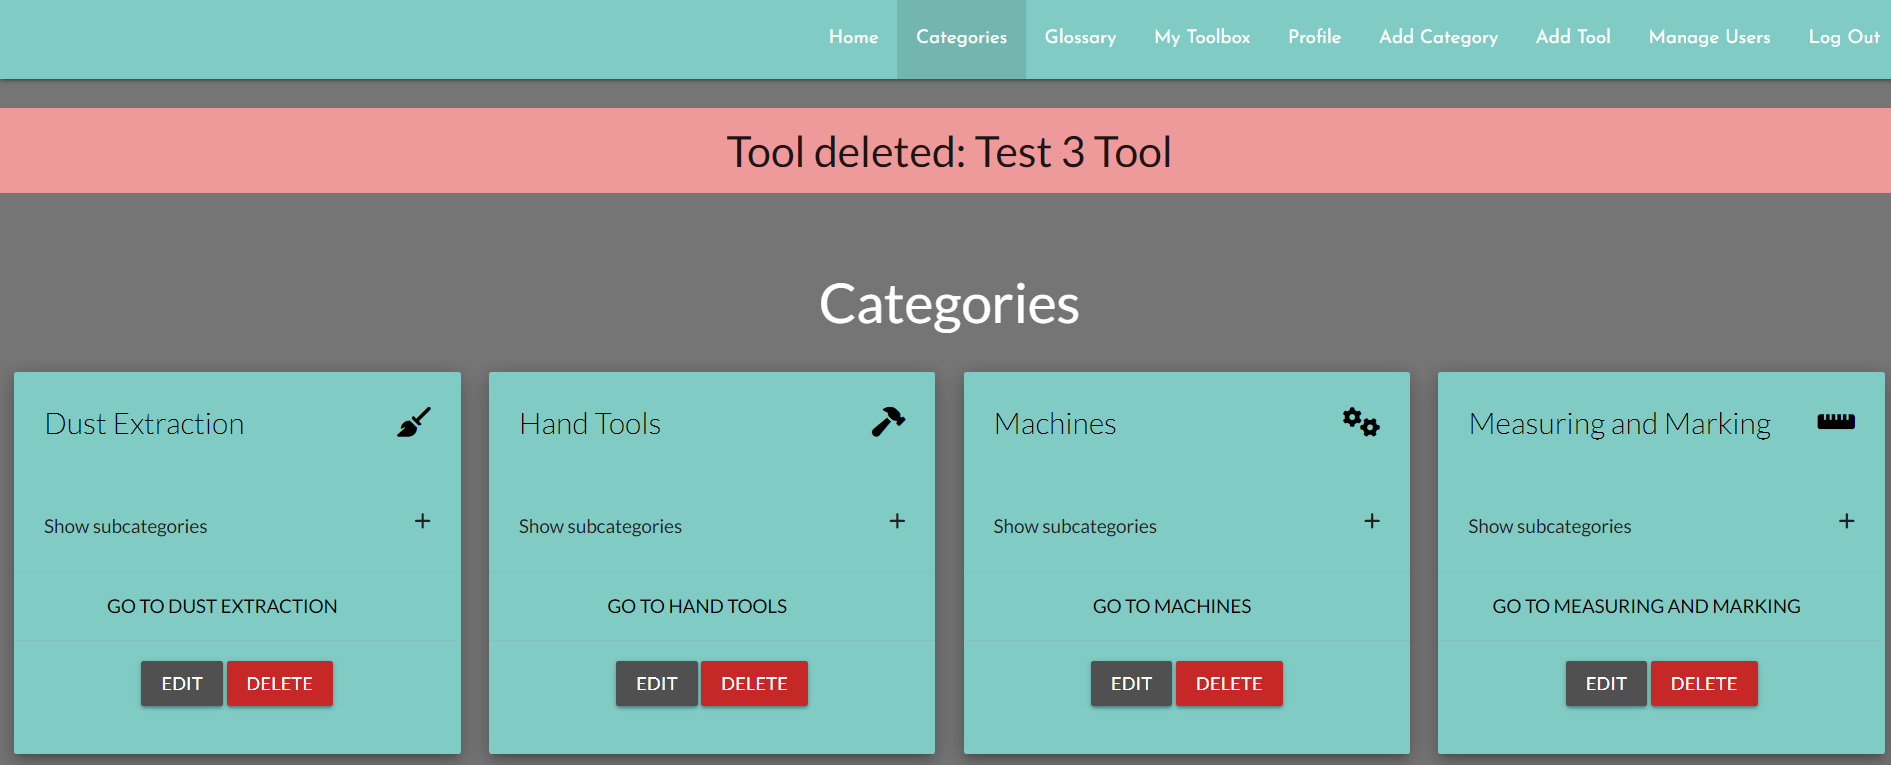 Home Categories Glossary My Toolbox Profile Add Category Add Tool Manage Users Log Out
Tool deleted: Test 3 Tool
Categories
Dust Extraction
Show subcategories +
GO TO DUST EXTRACTION
EDIT DELETE
Hand Tools
Show subcategories +
GO TO HAND TOOLS
EDIT DELETE
Machines
Show subcategories +
GO TO MACHINES
EDIT DELETE
Measuring and Marking
Show subcategories +
GO TO MEASURING AND MARKING
EDIT DELETE